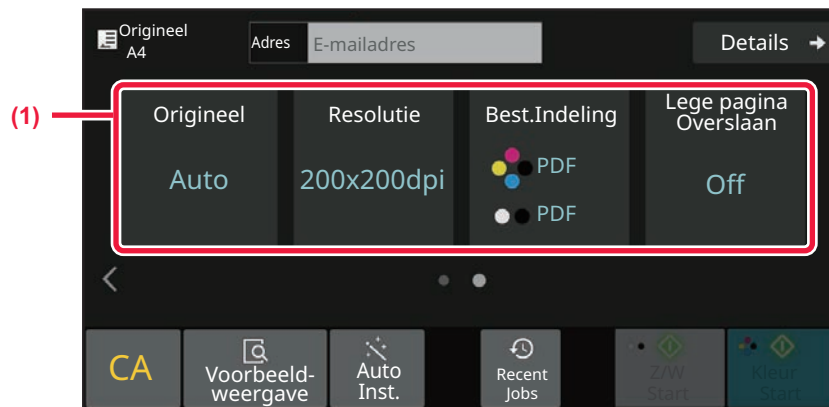 Origineel
A4
Adres
E-mailadres
Details
(1)
Origineel
Auto
Resolutie
200x200dpi
Best.Indeling
PDF
PDF
Lege pagina
Overslaan
Off
CA
Voorbeeld-
weergave
Auto
Inst.
Recent
Jobs
Z/W
Start
Kleur
Start